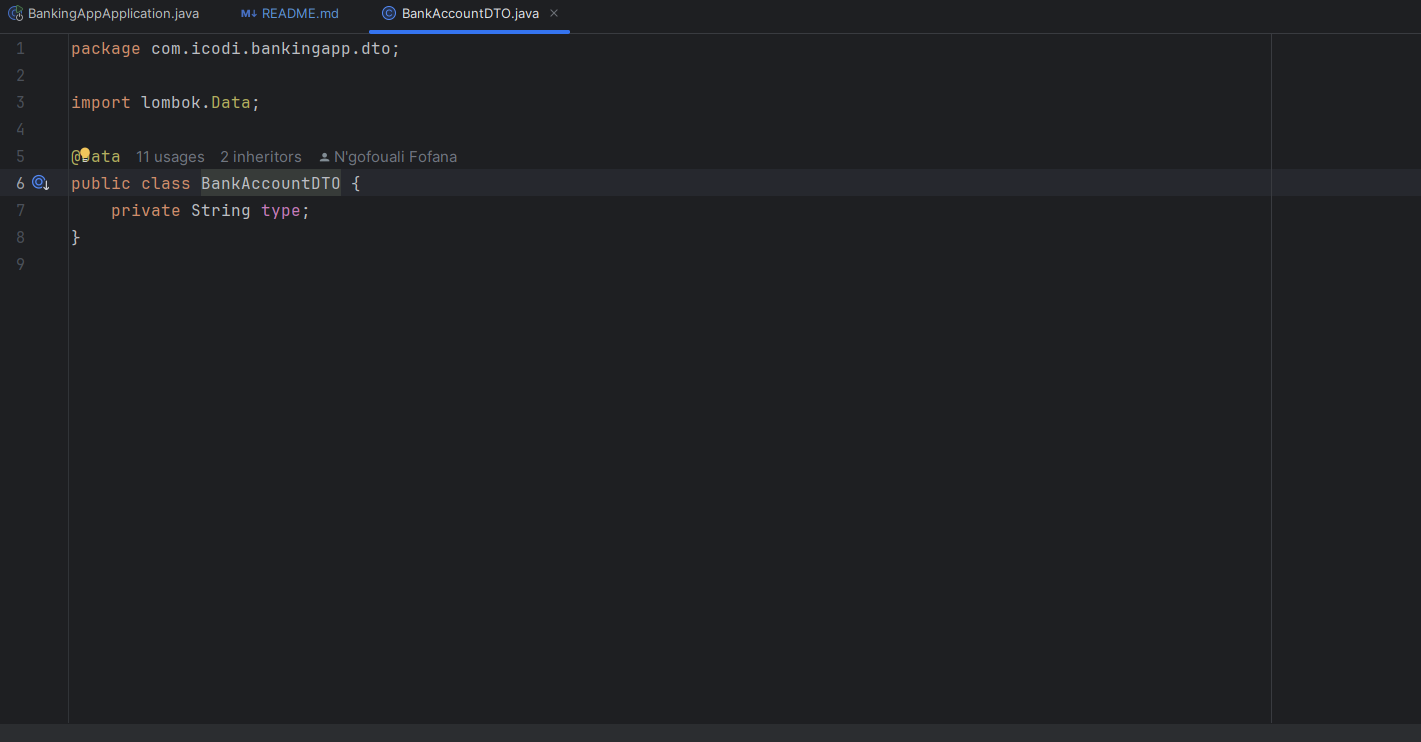 BankingAppApplication.java README.md BankAccountDTO.java
1 package com.icodi.bankingapp.dto;
2
3 import lombok.Data;
4
5 @Data 11 usages 2 inheritors N'gofouali Fofana
6 public class BankAccountDTO {
7 private String type;
8 }
9